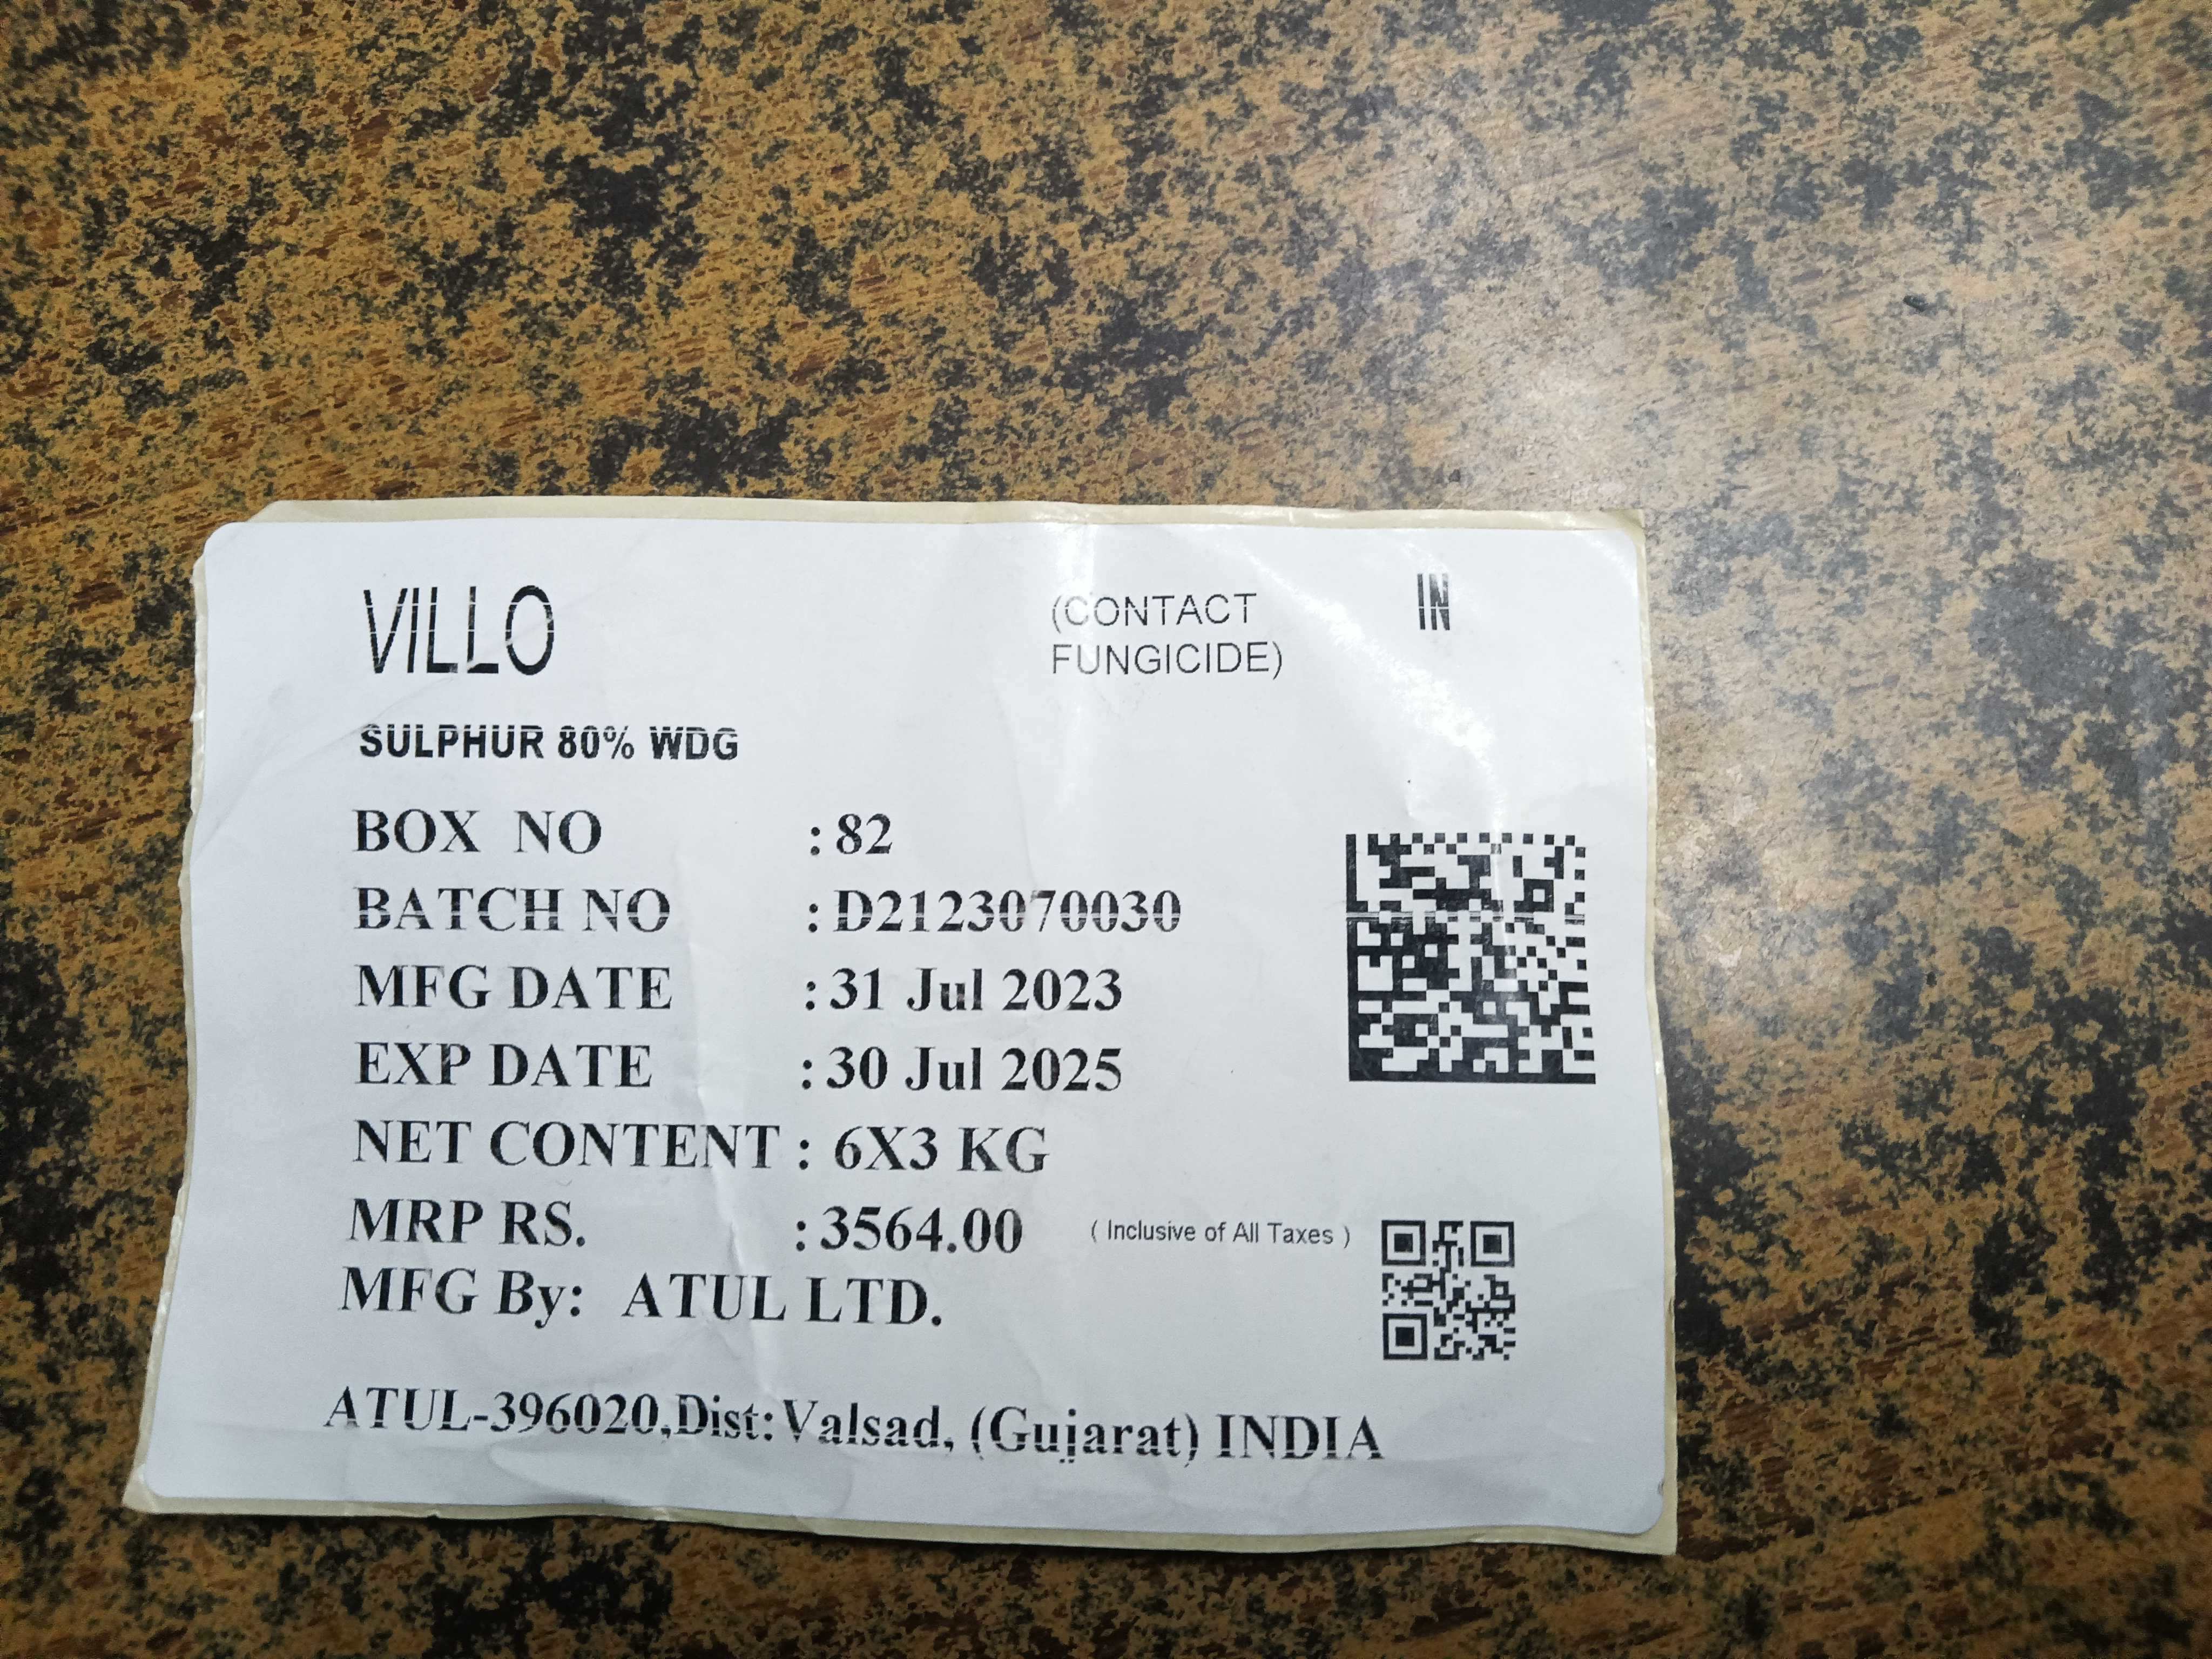 VILLO
(CONTACT
FUNGICIDE)
IN
SULPHUR 80% WDG
BOX NO : 82
BATCH NO : D2123070030
MFG DATE : 31 Jul 2023
EXP DATE : 30 Jul 2025
NET CONTENT : 6X3 KG
MRP RS. : 3564.00 ( Inclusive of All Taxes )
MFG By: ATUL LTD.
ATUL-396020,Dist:Valsad, (Gujarat) INDIA